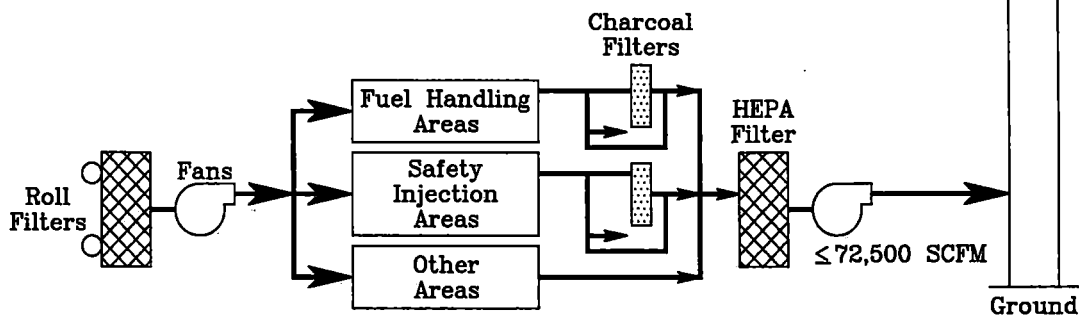 Charcoal
Filters
Fuel Handling
Areas
HEPA
Filter
Fans
Safety
Injection
Areas
Roll
Filters
≤72,500 SCFM
Other
Areas
Ground